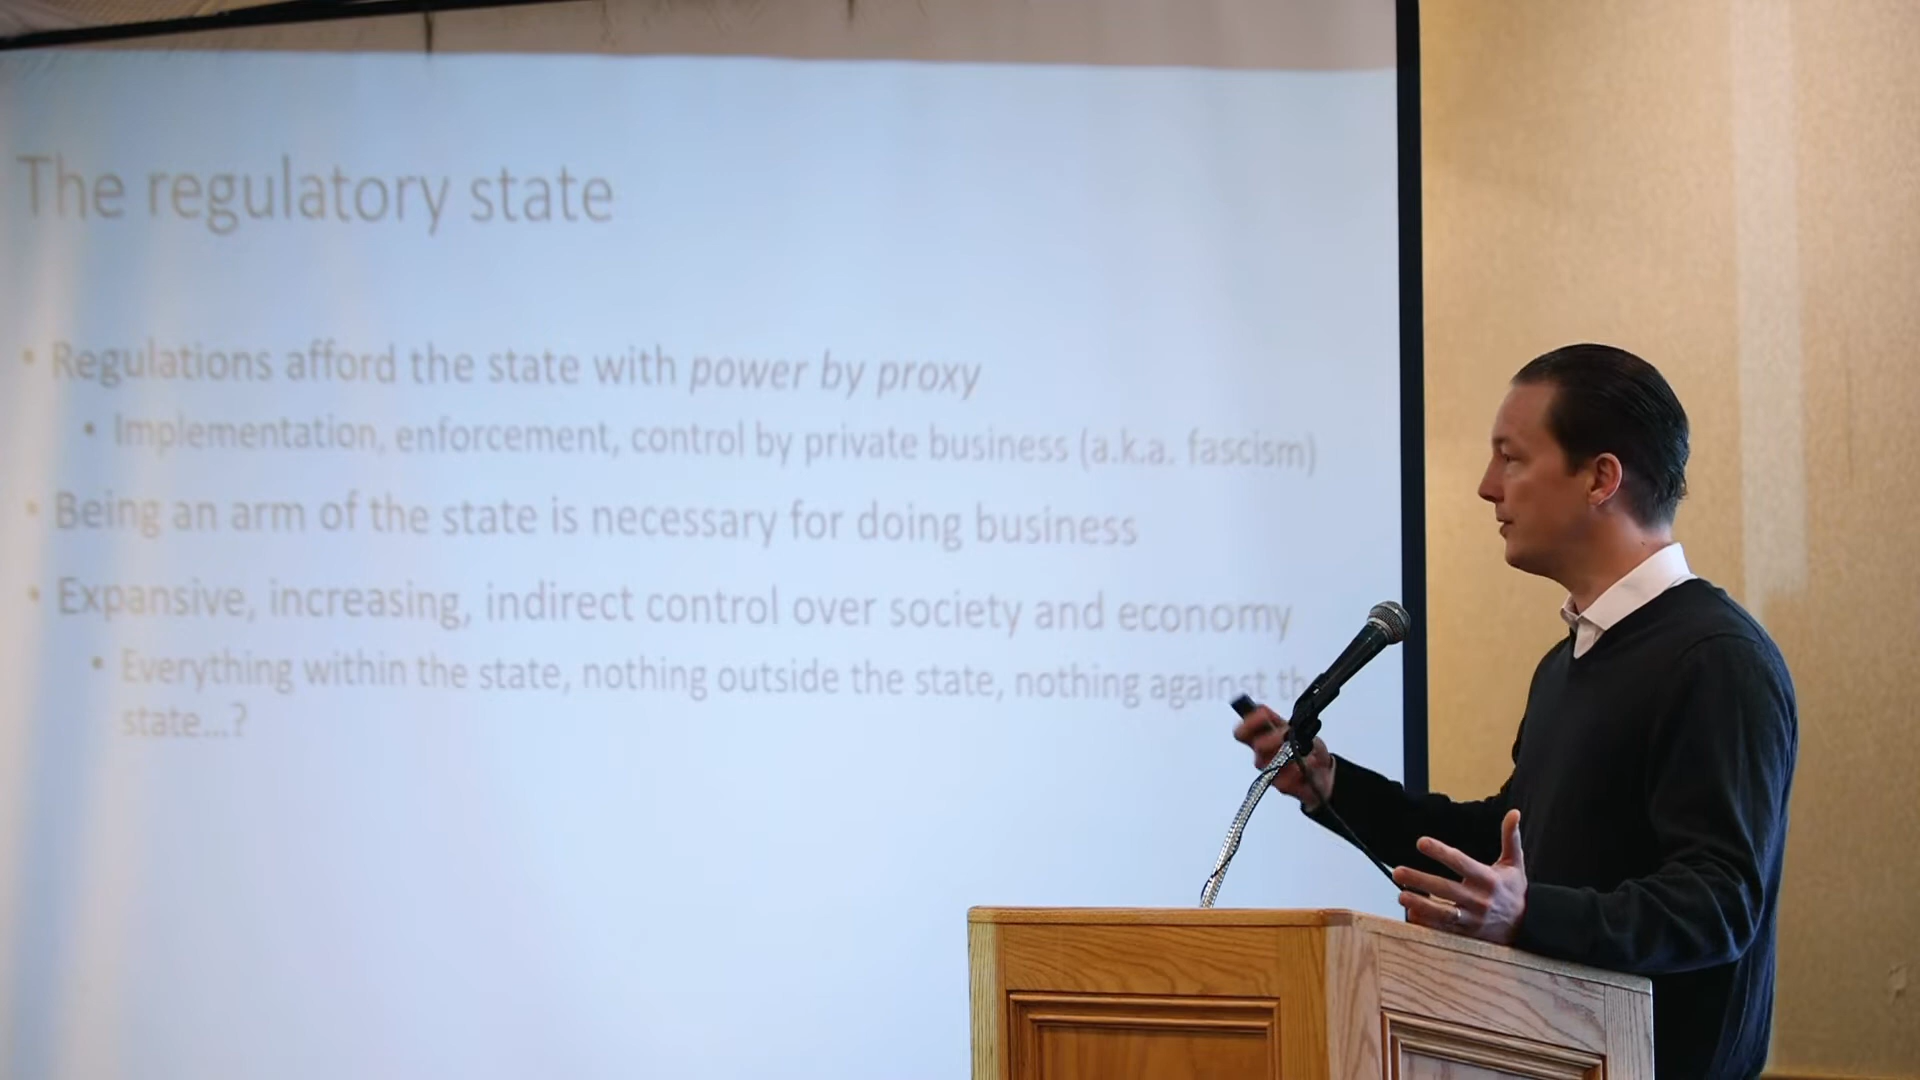 The regulatory state
• Regulations afford the state with power by proxy
• Implementation, enforcement, control by private business (a.k.a. fascism)
• Being an arm of the state is necessary for doing business
• Expansive, increasing, indirect control over society and economy
• Everything within the state, nothing outside the state, nothing against th
state...?